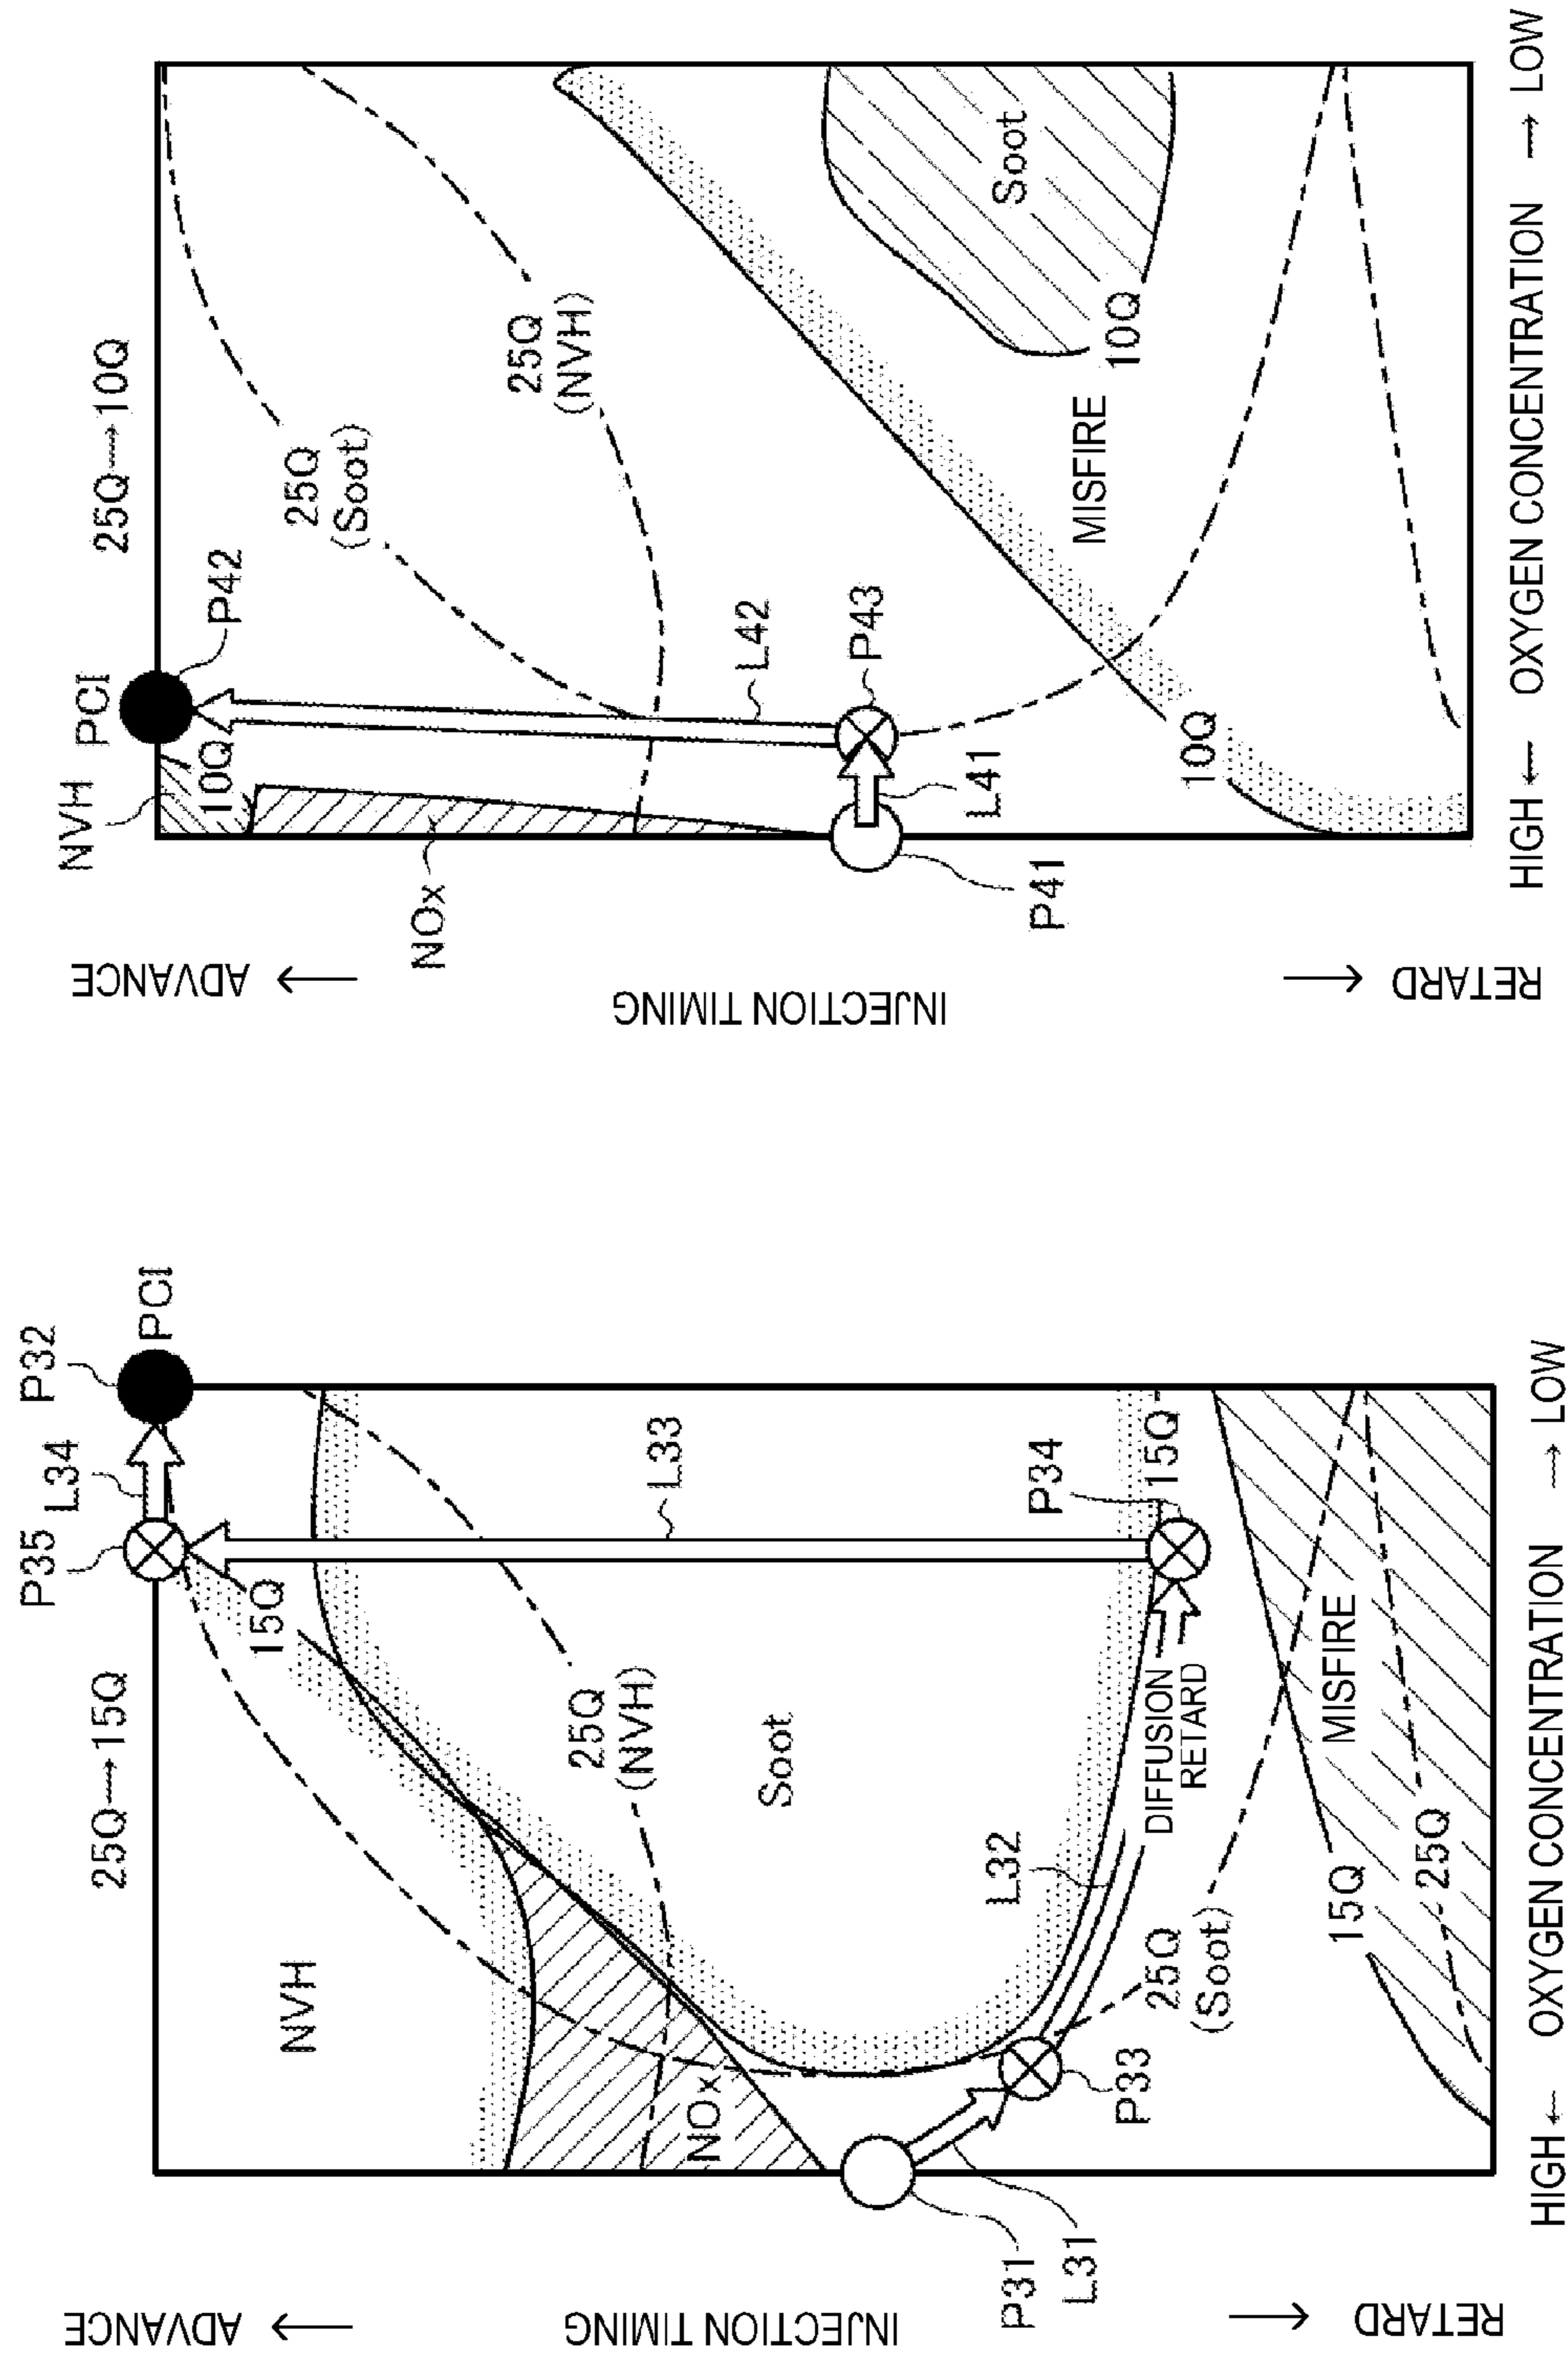 25Q→15Q
P35
L34
P32
PCI
NVH
15Q
25Q
(NVH)
L33
Soot
NOx
P31
L31
P33
L32
DIFFUSION
RETARD
P34
15Q
25Q
(Soot)
15Q
MISFIRE
25Q
ADVANCE
INJECTION TIMING
RETARD
HIGH ← OXYGEN CONCENTRATION → LOW
25Q→10Q
NVH
PCI
P42
10Q
25Q
(Soot)
25Q
(NVH)
NOx
L42
P43
L41
P41
10Q
MISFIRE
10Q
Soot
ADVANCE
INJECTION TIMING
RETARD
HIGH ← OXYGEN CONCENTRATION → LOW